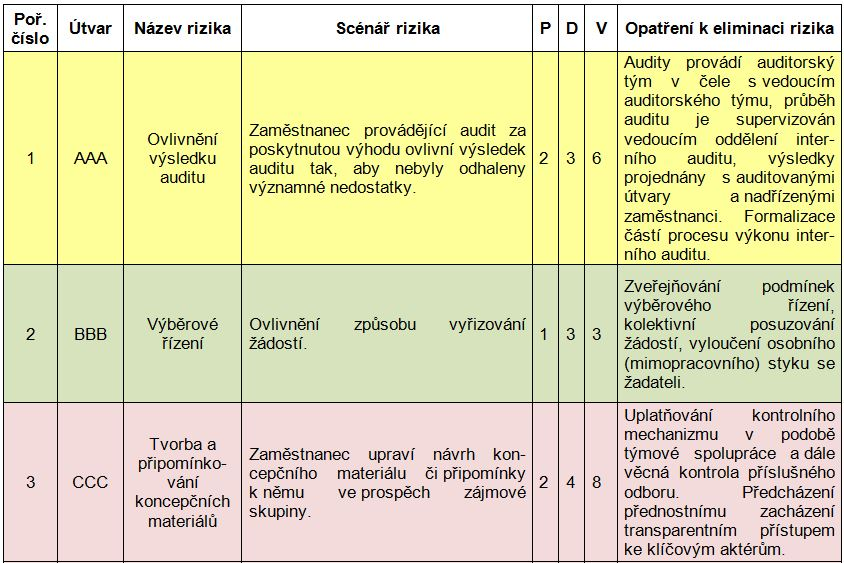 Poř. číslo | Útvar | Název rizika | Scénář rizika | P | D | V | Opatření k eliminaci rizika
1
AAA
Ovlivnění
výsledku
auditu
Zaměstnanec provádějící audit za
poskytnutou výhodu ovlivní výsledek
auditu tak, aby nebyly odhaleny
významné nedostatky.
2
3
6
Audity provádí auditorský
tým v čele s vedoucím
auditorského týmu, průběh
auditu je supervizován
vedoucím oddělení inter-
ního auditu, výsledky
projednány s auditovanými
útvary a nadřízenými
zaměstnanci. Formalizace
částí procesu výkonu inter-
ního auditu.
2
BBB
Výběrové
řízení
Ovlivnění způsobu vyřizování
žádostí.
1
3
3
Zveřejňování podmínek
výběrového řízení,
kolektivní posuzování
žádostí, vyloučení osobního
(mimopracovního) styku se
žadateli.
3
CCC
Tvorba a
připomínko-
vání
koncepčních
materiálů
Zaměstnanec upraví návrh kon-
cepčního materiálu či připomínky
k němu ve prospěch zájmové
skupiny.
2
4
8
Uplatňování kontrolního
mechanizmu v podobě
týmové spolupráce a dále
věcná kontrola příslušného
odboru. Předcházení
přednostnímu zacházení
transparentním přístupem
ke klíčovým aktérům.